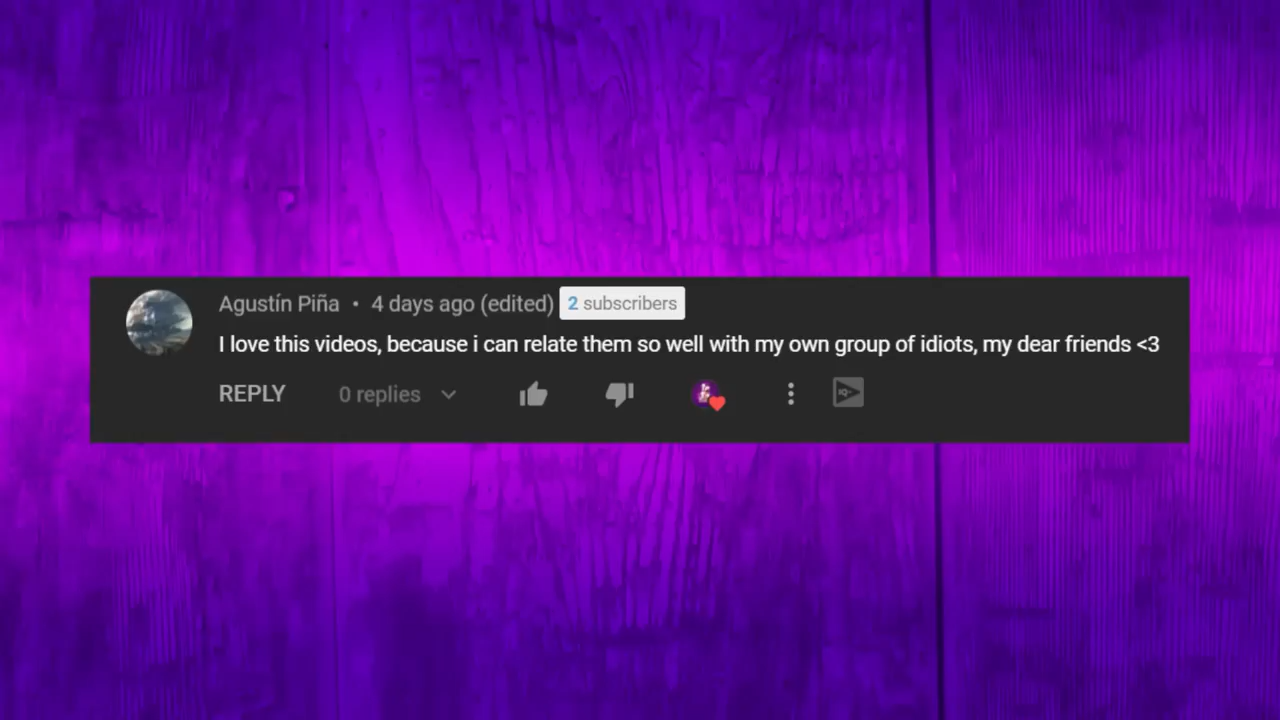 Agustín Piña • 4 days ago (edited) 2 subscribers
I love this videos, because i can relate them so well with my own group of idiots, my dear friends <3
REPLY 0 replies